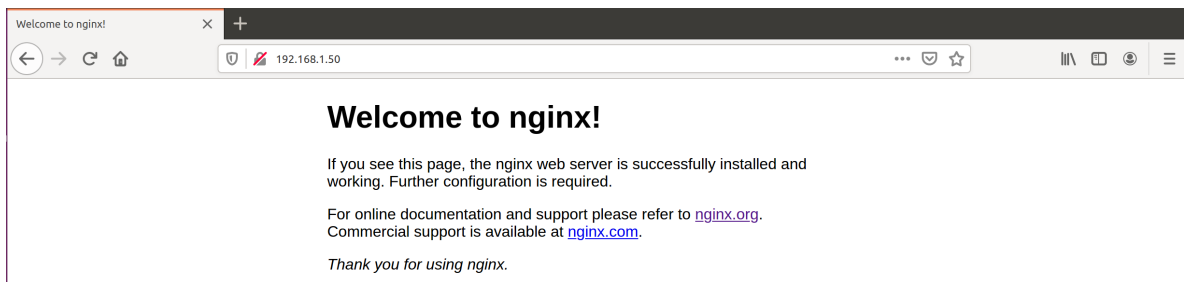 Welcome to nginx!
192.168.1.50
Welcome to nginx!
If you see this page, the nginx web server is successfully installed and
working. Further configuration is required.
For online documentation and support please refer to nginx.org.
Commercial support is available at nginx.com.
Thank you for using nginx.